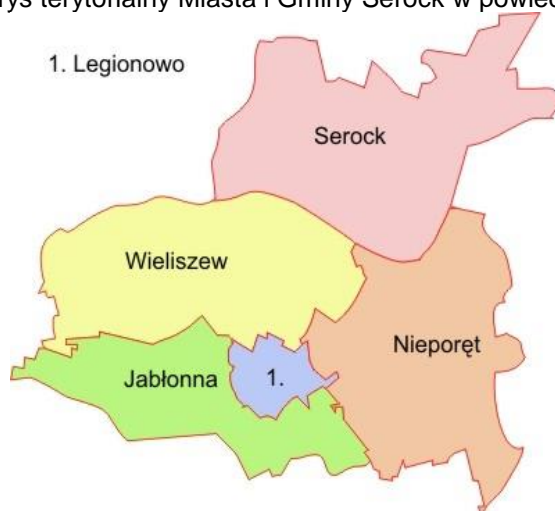 rys terytorialny Miasta i Gminy Serock w powiec
1. Legionowo
Serock
Wieliszew
Nieporęt
Jabłonna
1.